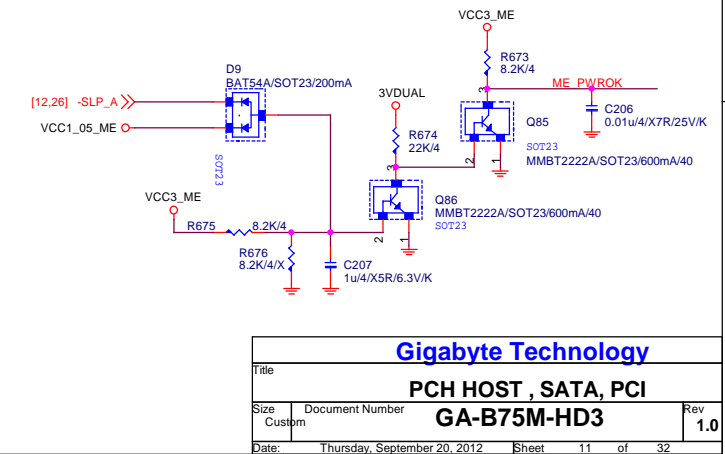 VCC3_ME
R673
8.2K/4
ME_PWROK
D9
BAT54A/SOT23/200mA
[12,26] -SLP_A
VCC1_05_ME
SOT23
3VDUAL
R674
22K/4
3
Q85
SOT23
MMBT2222A/SOT23/600mA/40
2
1
C206
0.01u/4/X7R/25V/K
3
Q86
MMBT2222A/SOT23/600mA/40
SOT23
2
1
VCC3_ME
R675
8.2K/4
R676
8.2K/4/X
C207
1u/4/X5R/6.3V/K
Gigabyte Technology
Title
PCH HOST , SATA, PCI
Size
Custom
Document Number
GA-B75M-HD3
Rev
1.0
Date: Thursday, September 20, 2012 Sheet 11 of 32